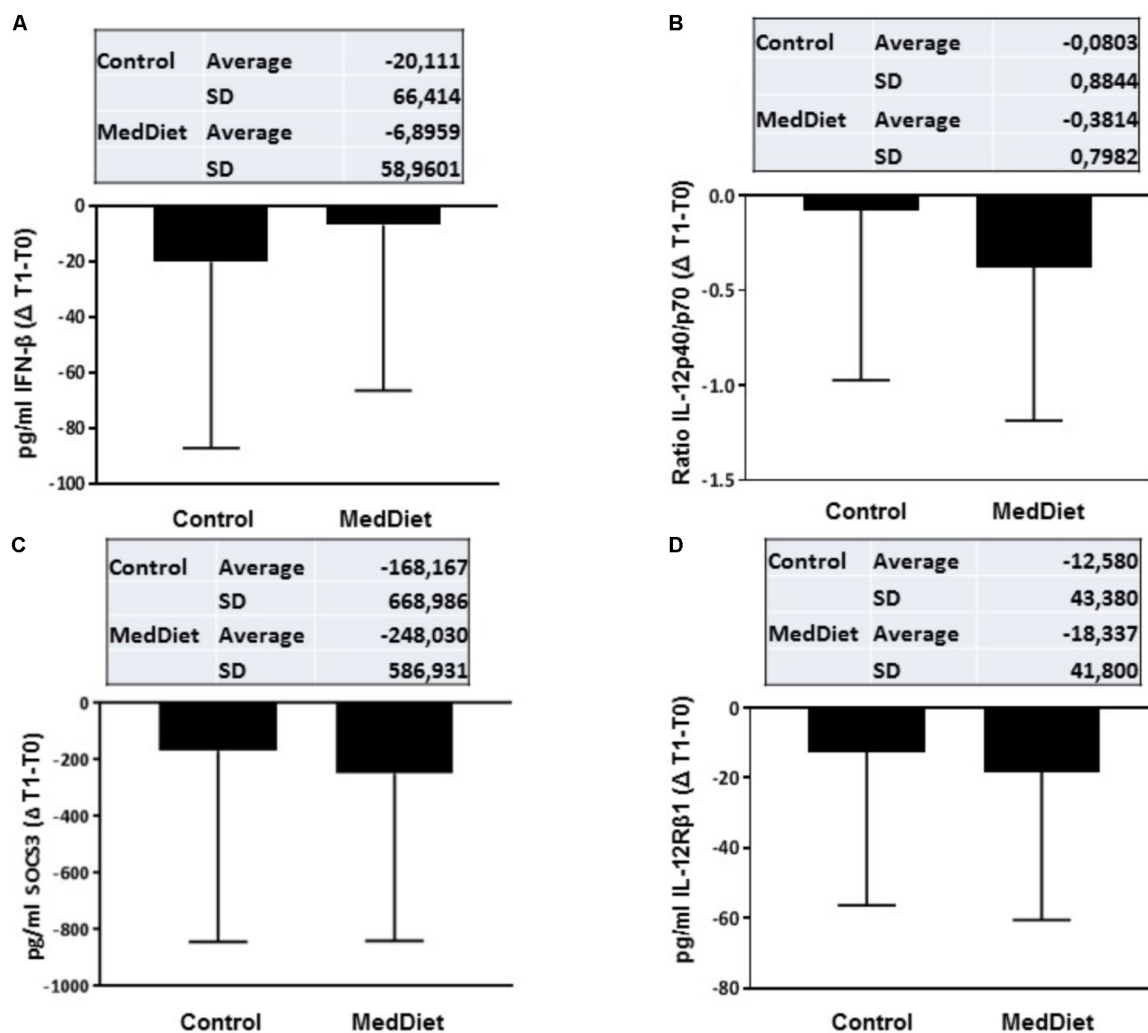 A
Control Average -20,111
SD 66,414
MedDiet Average -6,8959
SD 58,9601
pg/ml IFN-β (Δ T1-T0)
0
-20
-40
-60
-80
-100
Control MedDiet
B
Control Average -0,0803
SD 0,8844
MedDiet Average -0,3814
SD 0,7982
Ratio IL-12p40/p70 (Δ T1-T0)
0.0
-0.5
-1.0
-1.5
Control MedDiet
C
Control Average -168,167
SD 668,986
MedDiet Average -248,030
SD 586,931
pg/ml SOCS3 (Δ T1-T0)
0
-200
-400
-600
-800
-1000
Control MedDiet
D
Control Average -12,580
SD 43,380
MedDiet Average -18,337
SD 41,800
pg/ml IL-12Rβ1 (Δ T1-T0)
0
-20
-40
-60
-80
Control MedDiet